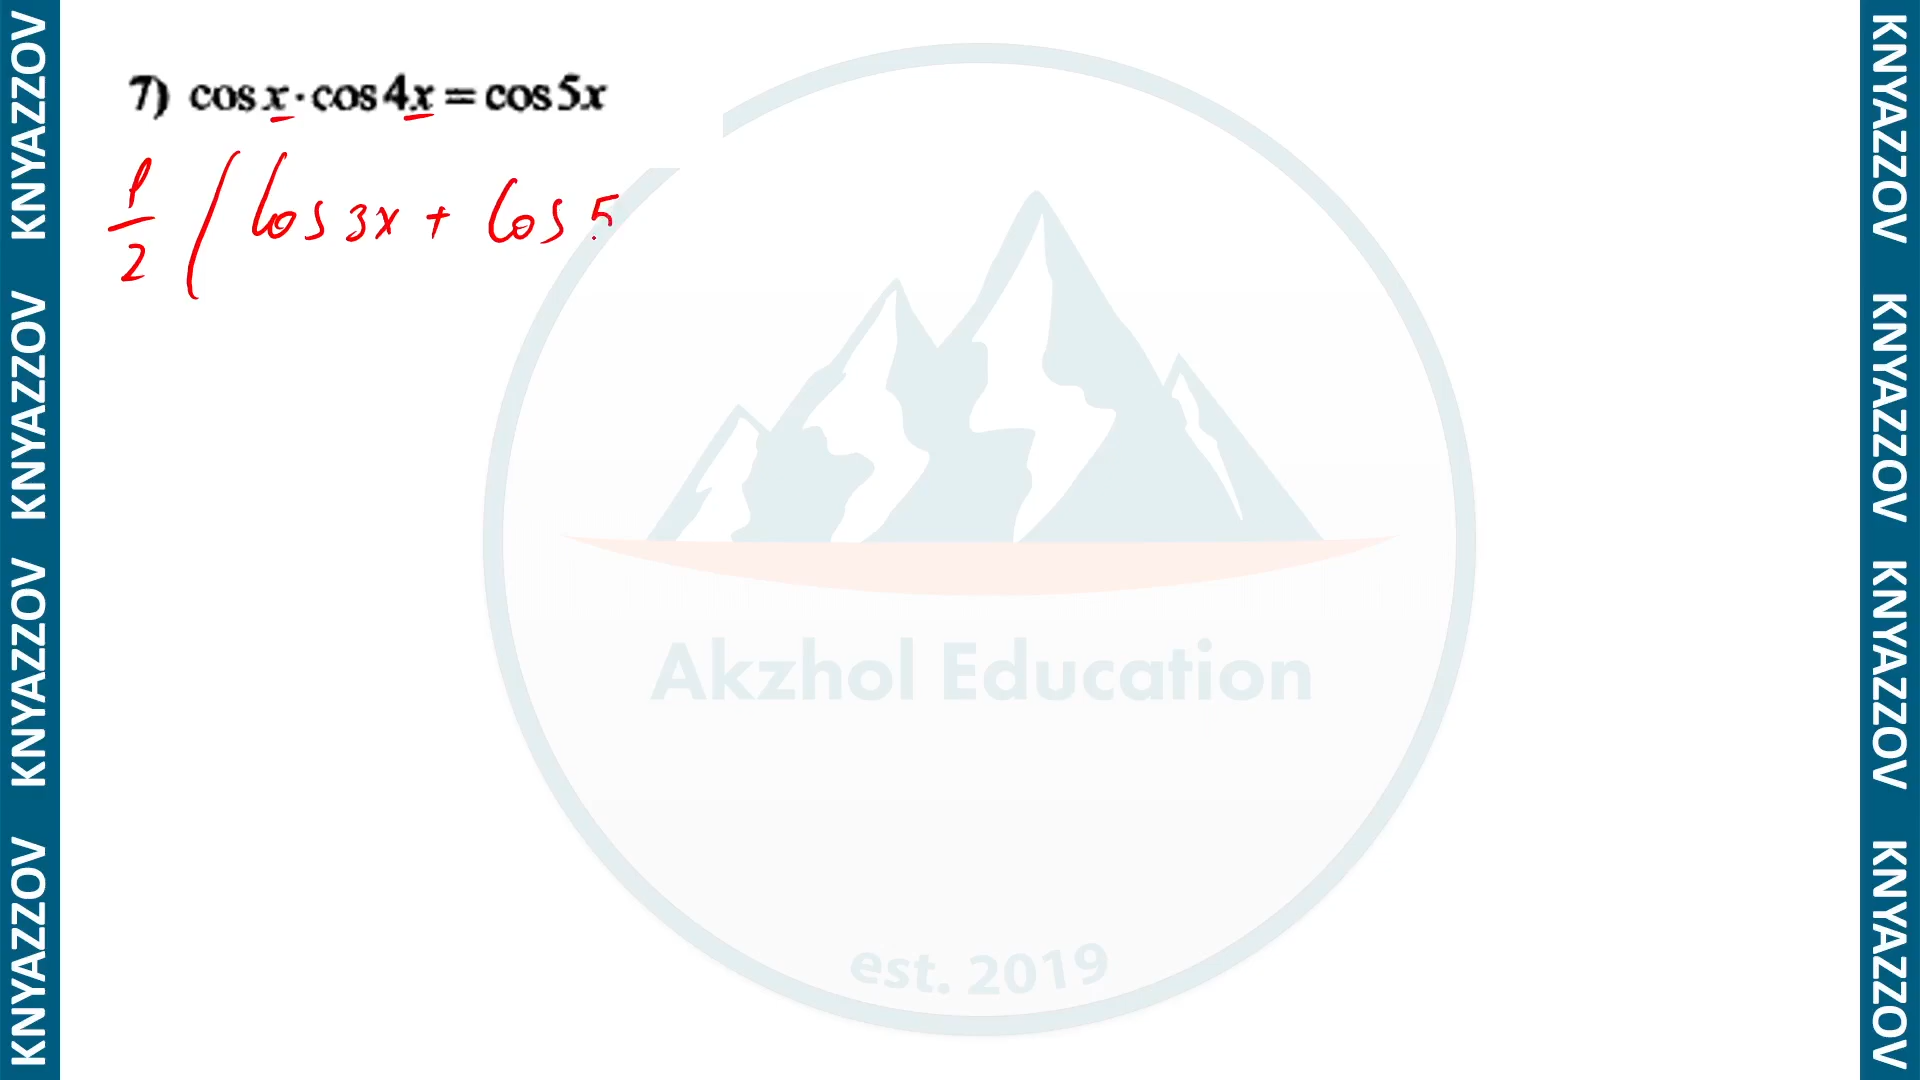 KNYAZZOV KNYAZZOV KNYAZZOV KNYAZZOV
7) cos x · cos 4x = cos 5x
1/2 (cos 3x + cos 5
Akzhol Education
est. 2019
KNYAZZOV KNYAZZOV KNYAZZOV KNYAZZOV